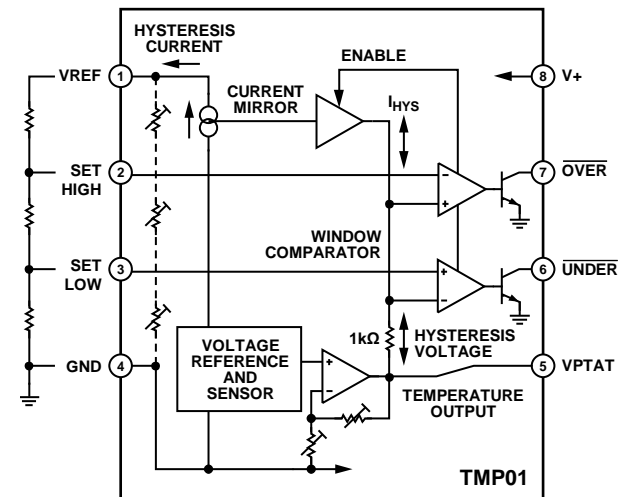 HYSTERESIS
CURRENT
VREF
1
CURRENT
MIRROR
ENABLE
IHYS
8
V+
SET
HIGH
2
–
+
7
OVER
WINDOW
COMPARATOR
SET
LOW
3
+
–
6
UNDER
1kΩ
HYSTERESIS
VOLTAGE
GND
4
VOLTAGE
REFERENCE
AND
SENSOR
+
–
5
VPTAT
TEMPERATURE
OUTPUT
TMP01